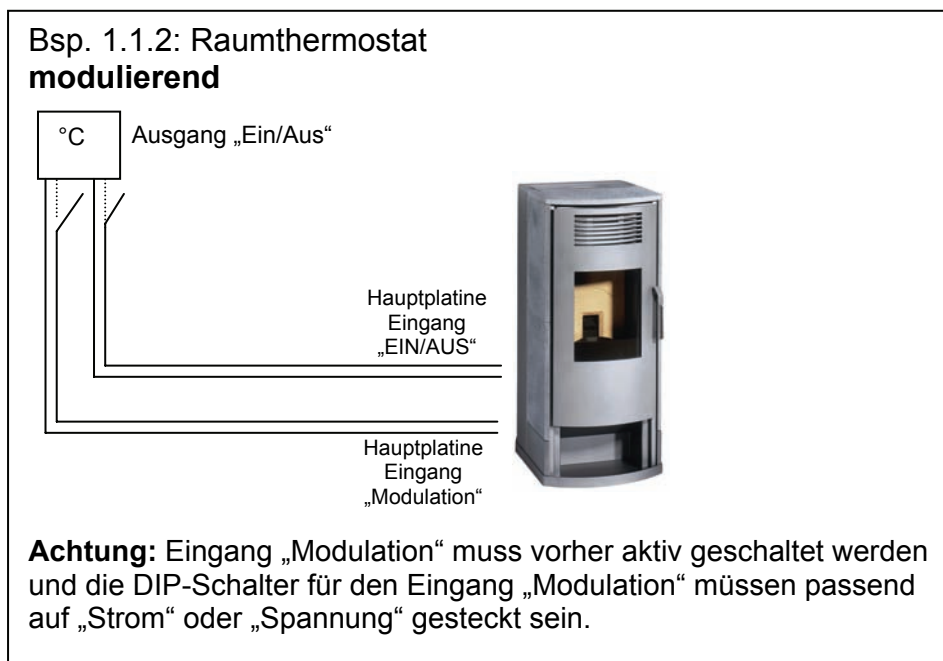 Bsp. 1.1.2: Raumthermostat
modulierend
°C
Ausgang „Ein/Aus“
Hauptplatine
Eingang
„EIN/AUS“
Hauptplatine
Eingang
„Modulation“
Achtung: Eingang „Modulation“ muss vorher aktiv geschaltet werden
und die DIP-Schalter für den Eingang „Modulation“ müssen passend
auf „Strom“ oder „Spannung“ gesteckt sein.